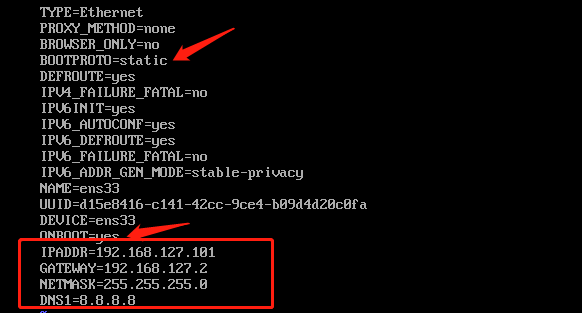 TYPE=Ethernet
PROXY_METHOD=none
BROWSER_ONLY=no
BOOTPROTO=static
DEFROUTE=yes
IPV4_FAILURE_FATAL=no
IPV6INIT=yes
IPV6_AUTOCONF=yes
IPV6_DEFROUTE=yes
IPV6_FAILURE_FATAL=no
IPV6_ADDR_GEN_MODE=stable-privacy
NAME=ens33
UUID=d15e8416-c141-42cc-9ce4-b09d4d20c0fa
DEVICE=ens33
ONBOOT=yes
IPADDR=192.168.127.101
GATEWAY=192.168.127.2
NETMASK=255.255.255.0
DNS1=8.8.8.8